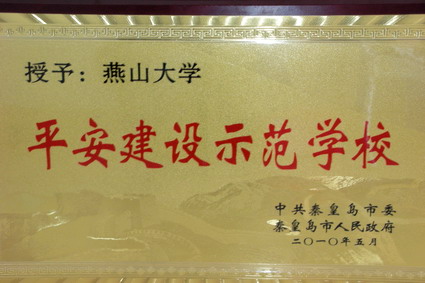 授予：燕山大学
平安建设示范学校
中共秦皇岛市委
秦皇岛市人民政府
二〇一〇年五月